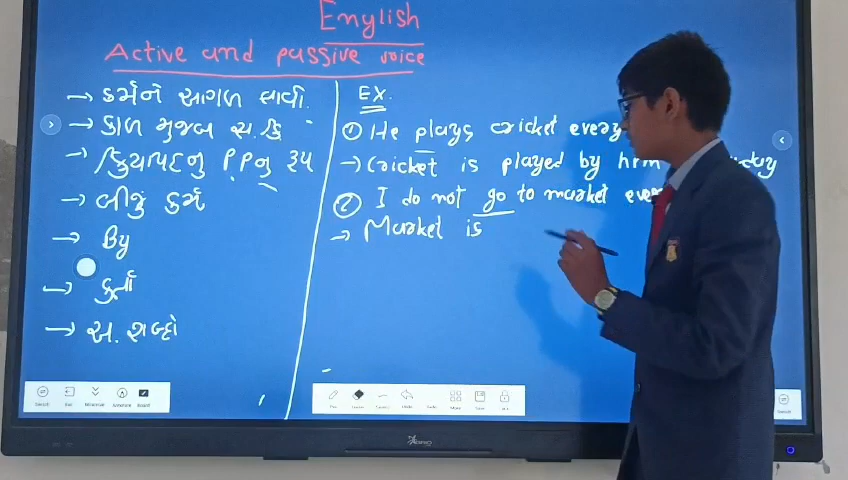 English
Active and passive voice
→ કર્મને આગળ લાવો.
→ કાળ મુજબ સ.ક્રિ
→ ક્રિયાપદનુ P.P નુ રૂપ
→ બીજું કર્મ
→ By
→ કર્તા
→ અ. શબ્દો
EX.
① He plays cricket every
→ Cricket is played by him
② I do not go to market
→ Market is